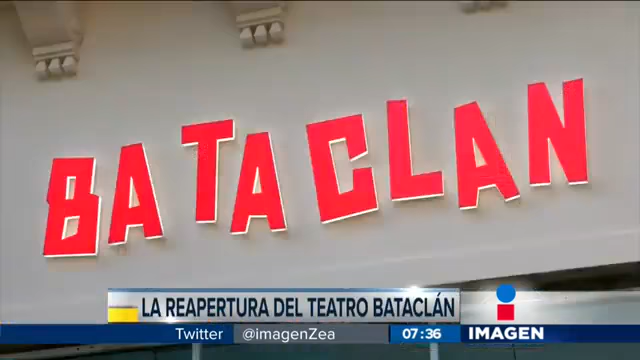 BATACLAN
LA REAPERTURA DEL TEATRO BATACLÁN
Twitter @imagenZea 07:36 IMAGEN